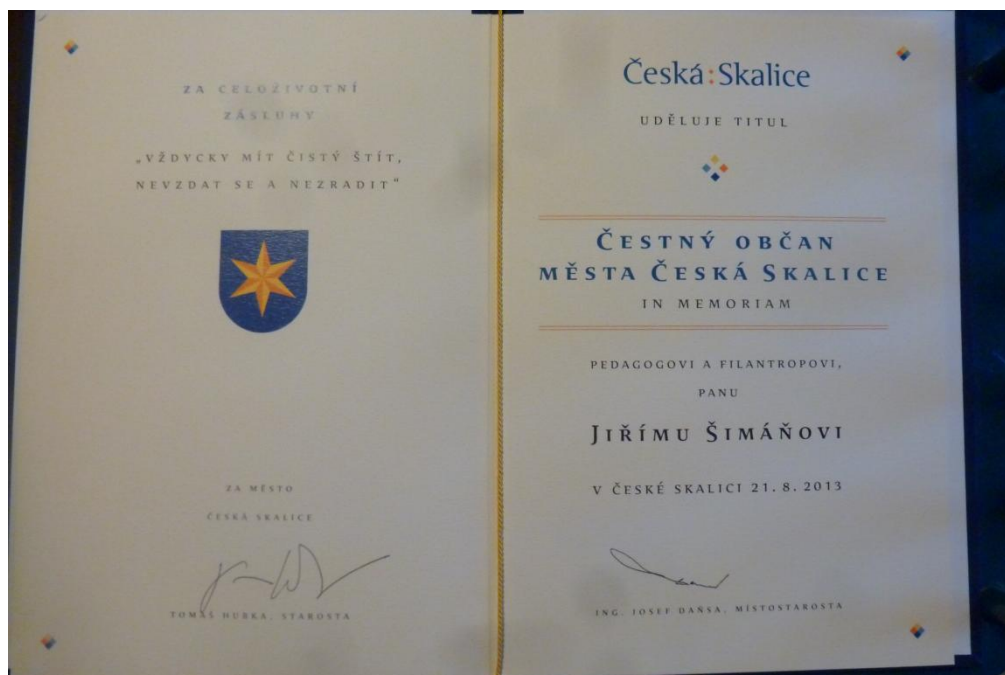 ZA CELOŽIVOTNÍ
ZÁSLUHY
„VŽDYCKY MÍT ČISTÝ ŠTÍT,
NEVZDAT SE A NEZRADIT“
ZA MĚSTO
ČESKÁ SKALICE
TOMÁŠ HUBKA, STAROSTA
Česká:Skalice
UDĚLUJE TITUL
ČESTNÝ OBČAN
MĚSTA ČESKÁ SKALICE
IN MEMORIAM
PEDAGOGOVI A FILANTROPOVI,
PANU
JIŘÍMU ŠIMÁŇOVI
V ČESKÉ SKALICI 21. 8. 2013
ING. JOSEF DAŇSA, MÍSTOSTAROSTA